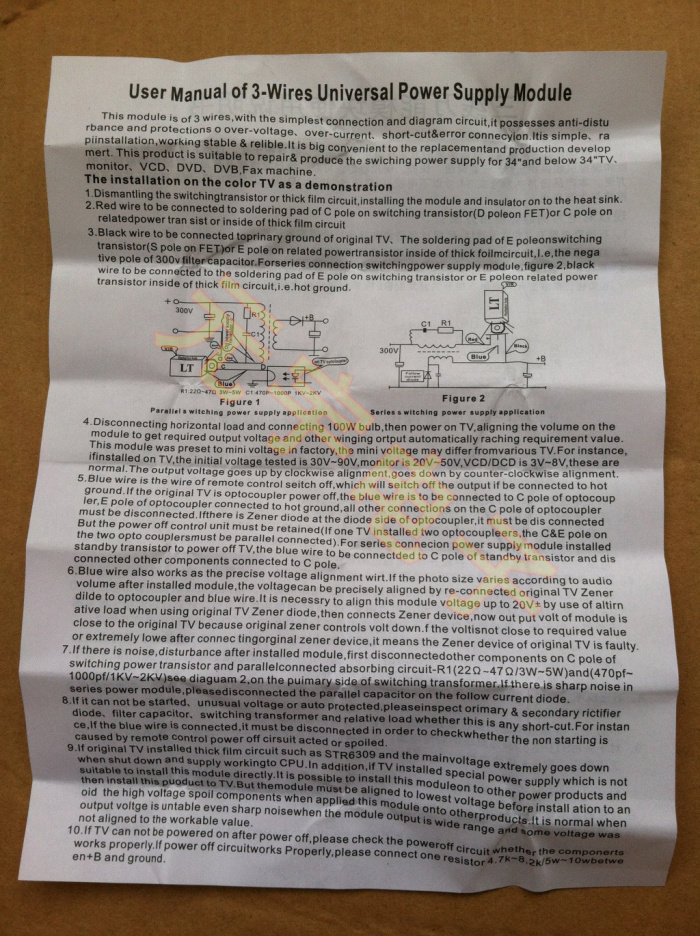 User Manual of 3-Wires Universal Power Supply Module
This module is of 3 wires,with the simplest connection and diagram circuit,it possesses anti-distu
rbance and protections o over-voltage、over-current、short-cut&error connecyion.Itis simple、ra
piinstallation,working stable & relible.It is big convenient to the replacementand production develop
mert. This product is suitable to repair& produce the swiching power supply for 34"and below 34"TV、
monitor、VCD、DVD、DVB,Fax machine.
The installation on the color TV as a demonstration
1.Dismantling the switchingtransistor or thick film circuit,installing the module and insulator on to the heat sink.
2.Red wire to be connected to soldering pad of C pole on switching transistor(D poleon FET)or C pole on
relatedpower tran sist or inside of thick film circuit
3.Black wire to be connected toprinary ground of original TV、The soldering pad of E poleonswitching
transistor(S pole on FET)or E pole on related powertransistor inside of thick foilmcircuit,I.e,the nega
tive pole of 300v filter capacitor.Forseries connection switchingpower supply module,figure 2,black
wire to be connected to the soldering pad of E pole on switching transistor or E poleon related power
transistor inside of thick film circuit,i.e.hot ground.
+
300V
R1
C1
+B
LT
Blue
R1:22Ω-47Ω 3W-5W C1:470P-1000P 1KV-2KV
Figure 1
Parallel s witching power supply application
LT
C1 R1
Red
Black
300V
Blue
+B
Follow current diode
Figure 2
Series s witching power supply application
4.Disconnecting horizontal load and connecting 100W bulb,then power on TV,aligning the volume on the
module to get required output voltage and other winging ortput automatically raching requirement value.
This module was preset to mini voltage in factory,the mini voltage may differ fromvarious TV.For instance,
ifinstalled on TV,the initial voltage tested is 30V~90V,monitor is 20V~50V,VCD/DCD is 3V~8V,these are
normal.The output voltage goes up by clockwise alignment,goes down by counter-clockwise alignment.
5.Blue wire is the wire of remote control seitch off,which will seitch off the output if be connected to hot
ground.If the original TV is optocoupler power off,the blue wire is to be connected to C pole of optocoup
ler,E pole of optocoupler connected to hot ground,all other connections on the C pole of optocoupler
must be disconnected.Ifthere is Zener diode at the diode side of optocoupler,it must be dis connected
But the power off control unit must be retained(If one TV installed two optocoupleers,the C&E pole on
the two opto couplersmust be parallel connected).For series connecion power supply module installed
standby transistor to power off TV,the blue wire to be connectdd to C pole of standby transistor and dis
connected other components connected to C pole.
6.Blue wire also works as the precise voltage alignment wirt.If the photo size varies according to audio
volume after installed module,the voltagecan be precisely aligned by re-connected original TV Zener
dilde to optocoupler and blue wire.It is necessry to align this module voltage up to 20V± by use of altirn
ative load when using original TV Zener diode,then connects Zener device,now out put volt of module is
close to the original TV because original zener controls volt down.f the voltisnot close to required value
or extremely lowe after connec tingorginal zener device,it means the Zener device of original TV is faulty.
7.If there is noise,disturbance after installed module,first disconnectedother components on C pole of
switching power transistor and parallelconnected absorbing circuit-R1(22Ω~47Ω/3W~5W)and(470pf~
1000pf/1KV~2KV)see diaguam 2,on the puimary side of switching transformer.If there is sharp noise in
series power module,pleasedisconnected the parallel capacitor on the follow current diode.
8.If it can not be started、unusual voltage or auto protected,pleaseinspect orimary & secondary rictifier
diode、filter capacitor、switching transformer and relative load whether this is any short-cut.For instan
ce,If the blue wire is connected,it must be disconnected in order to checkwhether the non starting is
caused by remote control power off cirsuit acted or spoiled.
9.If original TV installed thick film circuit such as STR6309 and the mainvoltage extremely goes down
when shut down and supply workingto CPU.In addition,if TV installed special power supply which is not
suitable to install this module directly.It is possible to install this moduleon to other power products and
then install this puoduct to TV.But themodule must be aligned to lowest voltage before install ation to an
oid the high voltage spoil components when applied this module onto otherproducts.It is normal when
output voltge is untable even sharp noisewhen the module output is wide range and some voltage was
not aligned to the workable value.
10.If TV can not be powered on after power off,please check the poweroff circuit whether the componerts
works properly.If power off circuitworks Properly,please connect one resistor 4.7k~8.2k/5w~10wbetwe
en+B and ground.